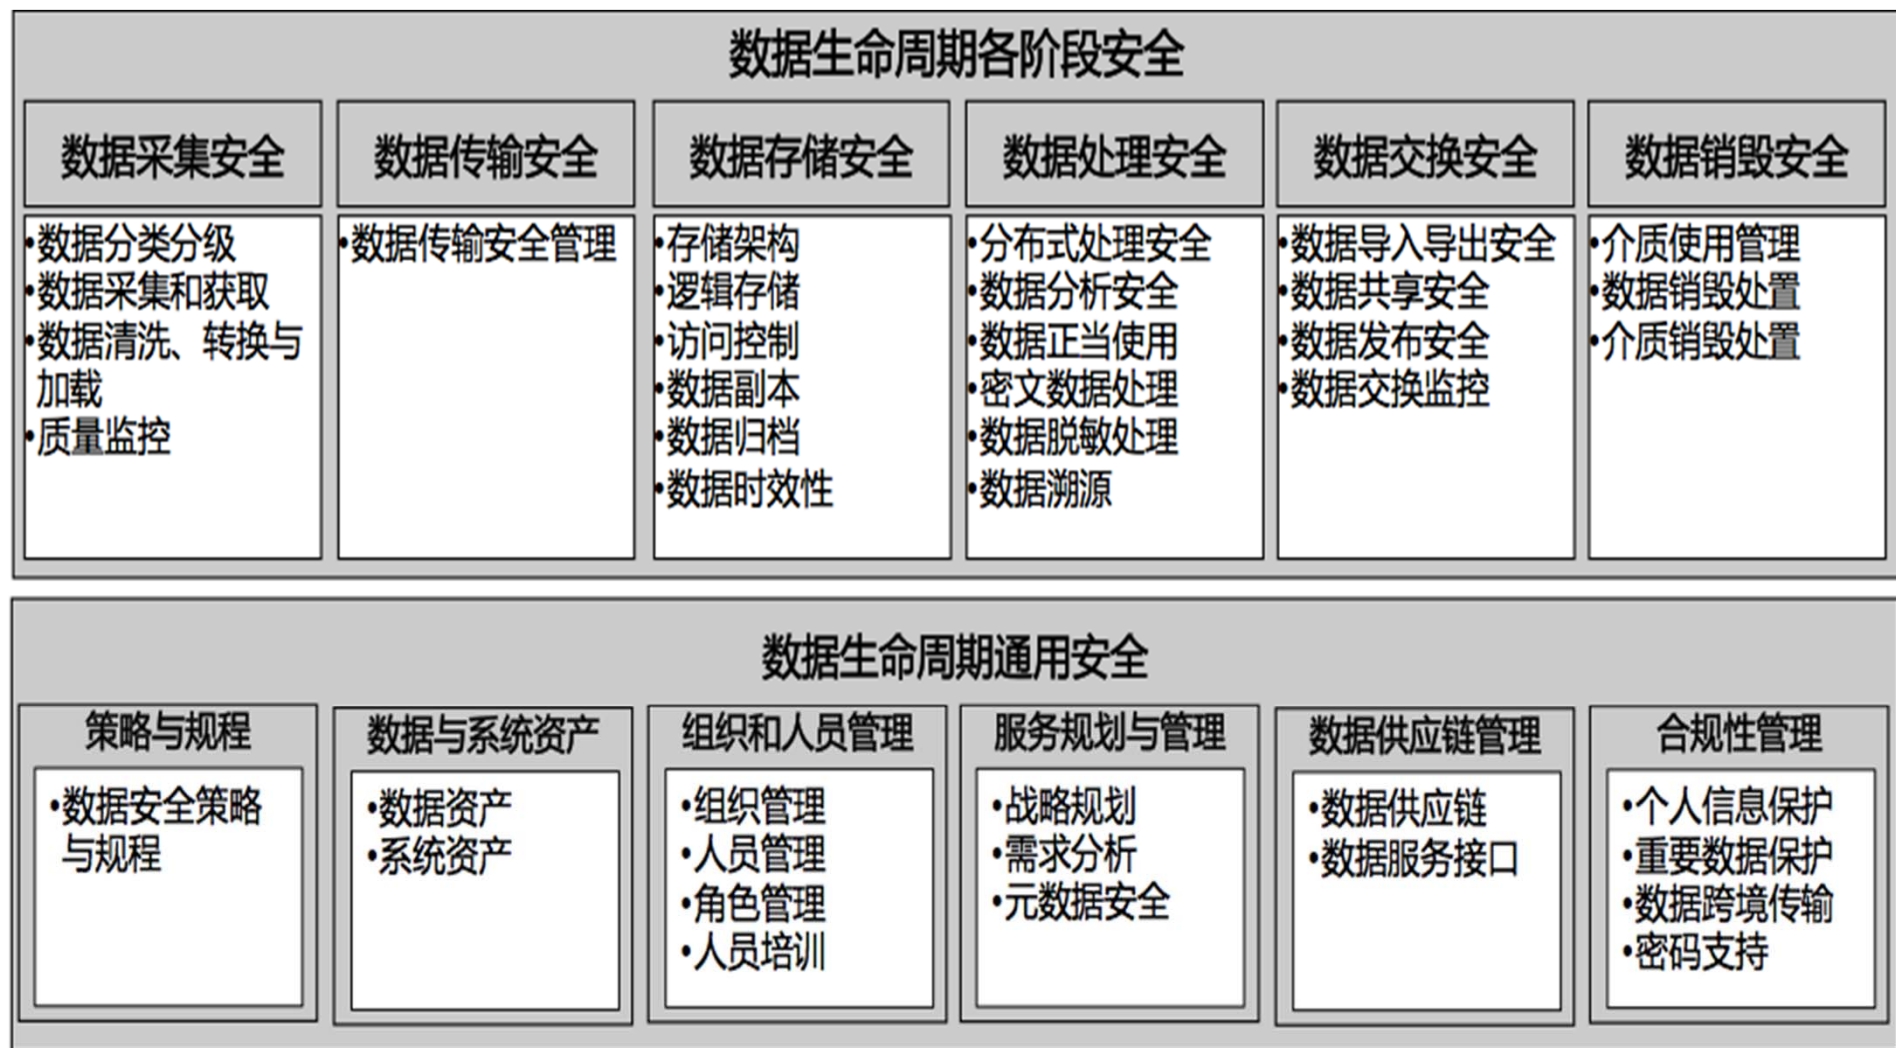 数据生命周期各阶段安全
数据采集安全
•数据分类分级
•数据采集和获取
•数据清洗、转换与
加载
•质量监控
数据传输安全
•数据传输安全管理
数据存储安全
•存储架构
•逻辑存储
•访问控制
•数据副本
•数据归档
•数据时效性
数据处理安全
•分布式处理安全
•数据分析安全
•数据正当使用
•密文数据处理
•数据脱敏处理
•数据溯源
数据交换安全
•数据导入导出安全
•数据共享安全
•数据发布安全
•数据交换监控
数据销毁安全
•介质使用管理
•数据销毁处置
•介质销毁处置
数据生命周期通用安全
策略与规程
•数据安全策略
与规程
数据与系统资产
•数据资产
•系统资产
组织和人员管理
•组织管理
•人员管理
•角色管理
•人员培训
服务规划与管理
•战略规划
•需求分析
•元数据安全
数据供应链管理
•数据供应链
•数据服务接口
合规性管理
•个人信息保护
•重要数据保护
•数据跨境传输
•密码支持